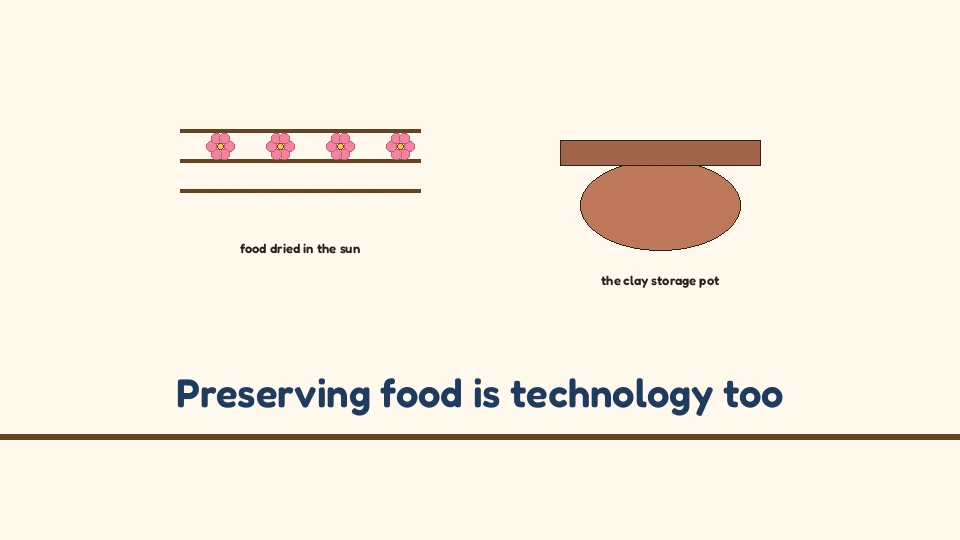 food dried in the sun
the clay storage pot
Preserving food is technology too